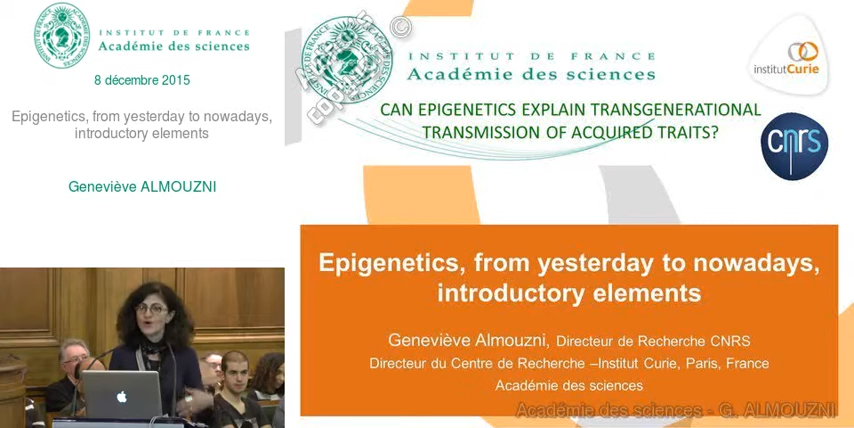 INSTITUT DE FRANCE
Académie des sciences
8 décembre 2015
Epigenetics, from yesterday to nowadays,
introductory elements
Geneviève ALMOUZNI
INSTITUT DE FRANCE
Académie des sciences
institutCurie
CAN EPIGENETICS EXPLAIN TRANSGENERATIONAL
TRANSMISSION OF ACQUIRED TRAITS?
cnrs
Epigenetics, from yesterday to nowadays,
introductory elements
Geneviève Almouzni, Directeur de Recherche CNRS
Directeur du Centre de Recherche –Institut Curie, Paris, France
Académie des sciences
Académie des sciences - G. ALMOUZNI